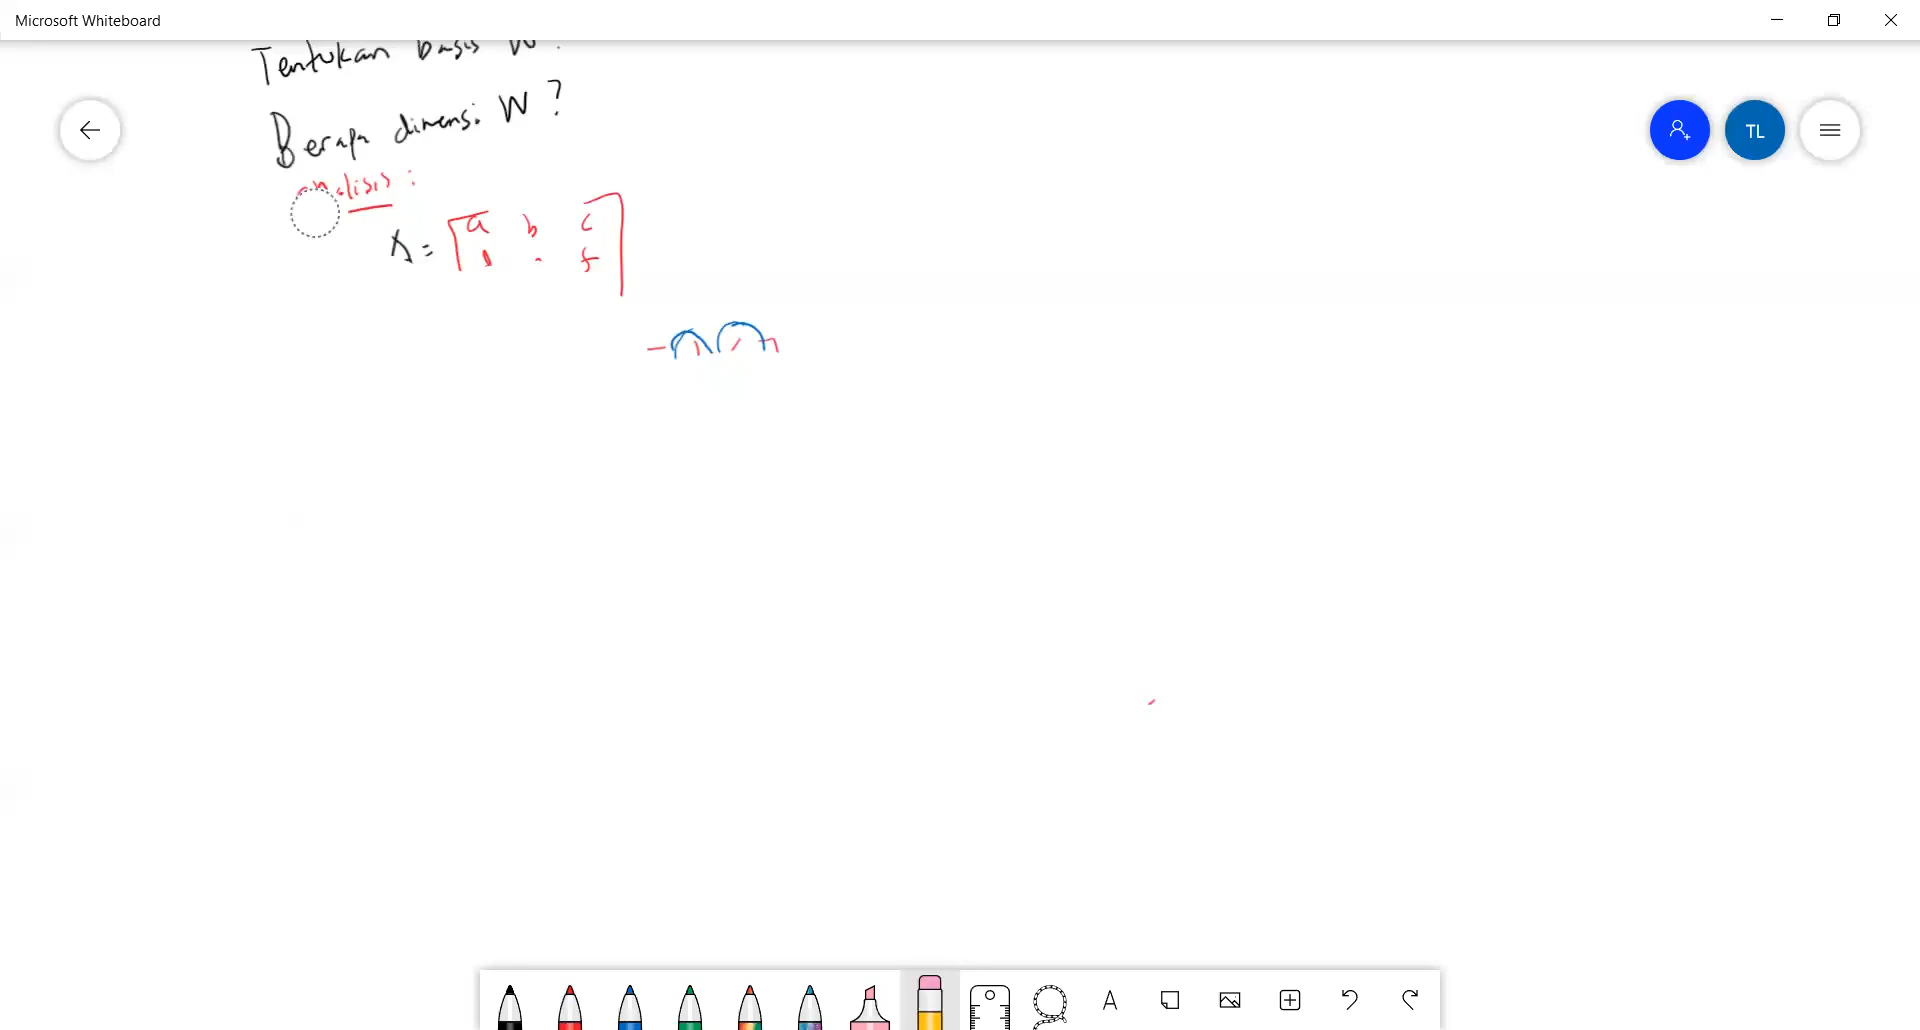 Microsoft Whiteboard
Tentukan basis W
Berapa dimensi W ?
TL
analisis :
A = a b c
f
A